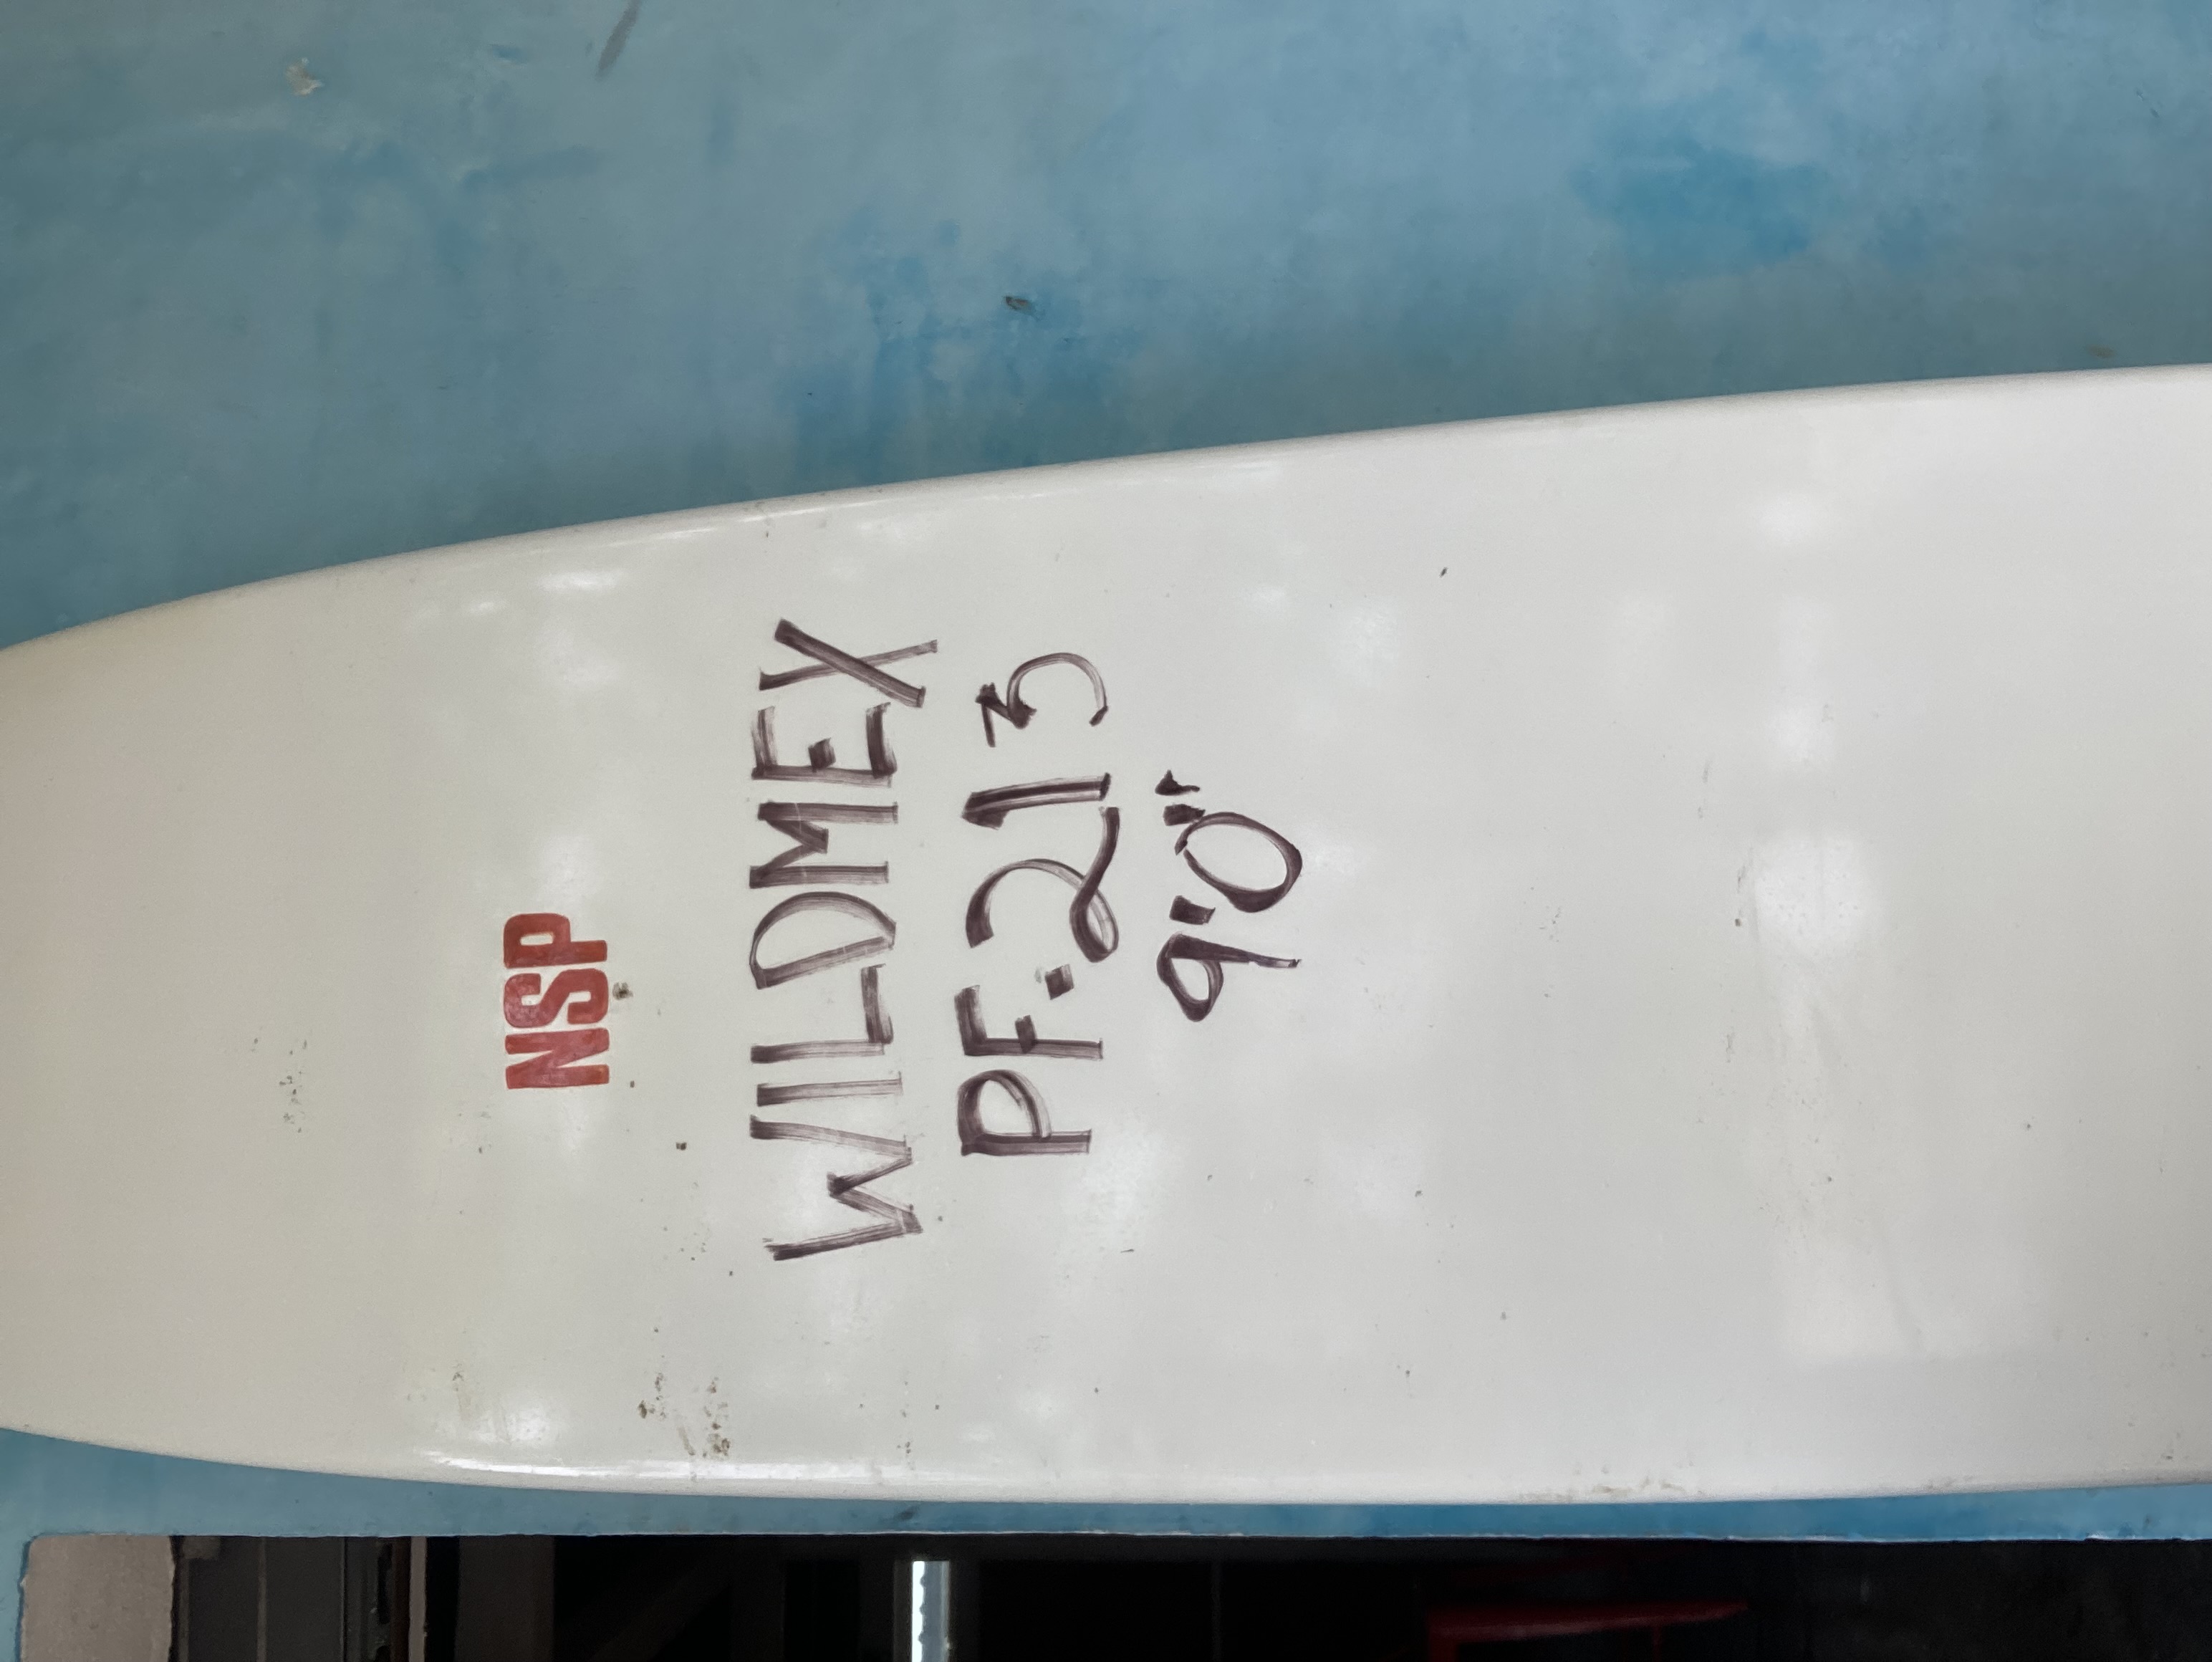 NSP
WILDMEX
PF.213
9'0"